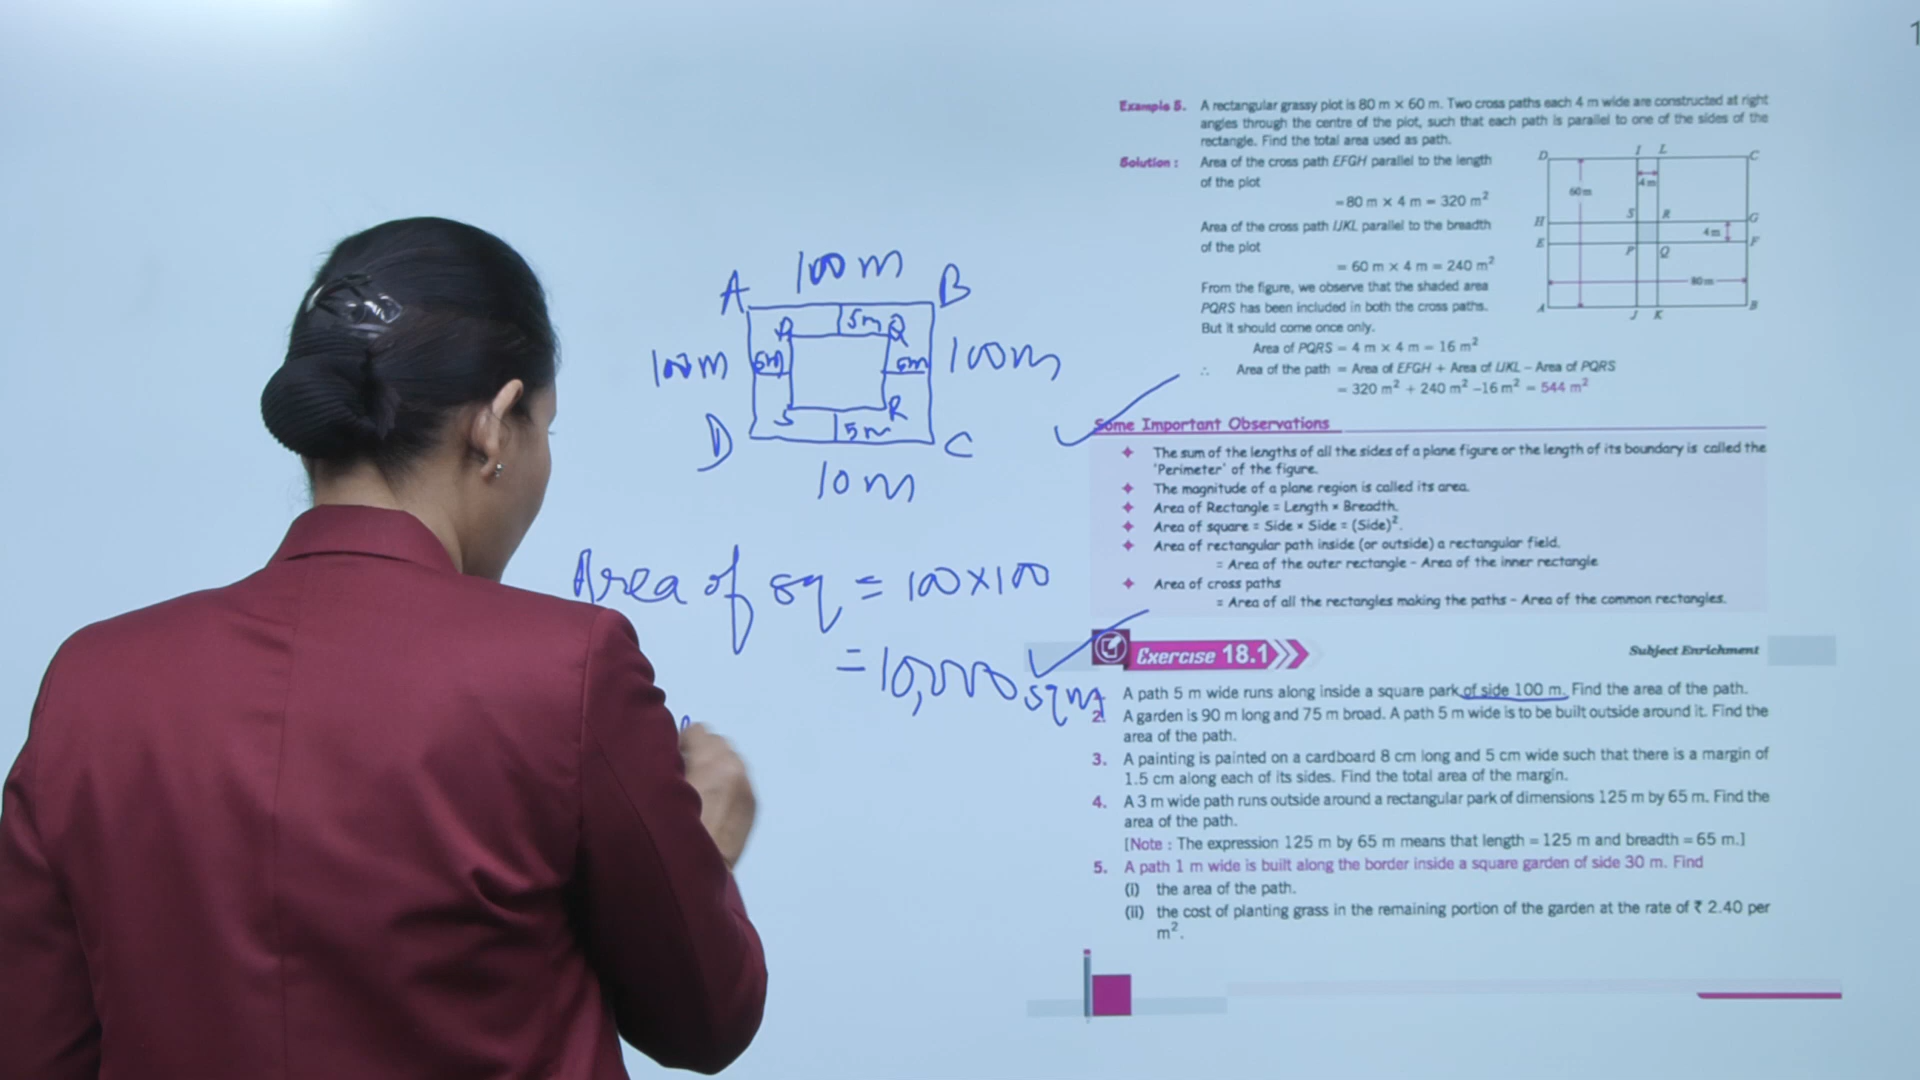 1
100 m
A
B
P
5m
Q
100m
5m
5m
100m
S
R
5m
D
C
10m
Area of sq = 100×100
= 10,000 sq m
Example 5. A rectangular grassy plot is 80 m × 60 m. Two cross paths each 4 m wide are constructed at right
angles through the centre of the plot, such that each path is parallel to one of the sides of the
rectangle. Find the total area used as path.
Solution : Area of the cross path EFGH parallel to the length
of the plot
= 80 m × 4 m = 320 m²
Area of the cross path IJKL parallel to the breadth
of the plot
= 60 m × 4 m = 240 m²
From the figure, we observe that the shaded area
PQRS has been included in both the cross paths.
But it should come once only.
Area of PQRS = 4 m × 4 m = 16 m²
∴ Area of the path = Area of EFGH + Area of IJKL – Area of PQRS
= 320 m² + 240 m² –16 m² = 544 m²
D
I
L
C
4m
60m
H
S
R
G
4m
E
P
Q
F
80m
A
J
K
B
Some Important Observations
✦ The sum of the lengths of all the sides of a plane figure or the length of its boundary is called the
'Perimeter' of the figure.
✦ The magnitude of a plane region is called its area.
✦ Area of Rectangle = Length × Breadth.
✦ Area of square = Side × Side = (Side)².
✦ Area of rectangular path inside (or outside) a rectangular field.
= Area of the outer rectangle – Area of the inner rectangle
✦ Area of cross paths
= Area of all the rectangles making the paths – Area of the common rectangles.
Exercise 18.1
Subject Enrichment
A path 5 m wide runs along inside a square park of side 100 m. Find the area of the path.
2. A garden is 90 m long and 75 m broad. A path 5 m wide is to be built outside around it. Find the
area of the path.
3. A painting is painted on a cardboard 8 cm long and 5 cm wide such that there is a margin of
1.5 cm along each of its sides. Find the total area of the margin.
4. A 3 m wide path runs outside around a rectangular park of dimensions 125 m by 65 m. Find the
area of the path.
[Note : The expression 125 m by 65 m means that length = 125 m and breadth = 65 m.]
5. A path 1 m wide is built along the border inside a square garden of side 30 m. Find
(i) the area of the path.
(ii) the cost of planting grass in the remaining portion of the garden at the rate of ₹ 2.40 per
m².